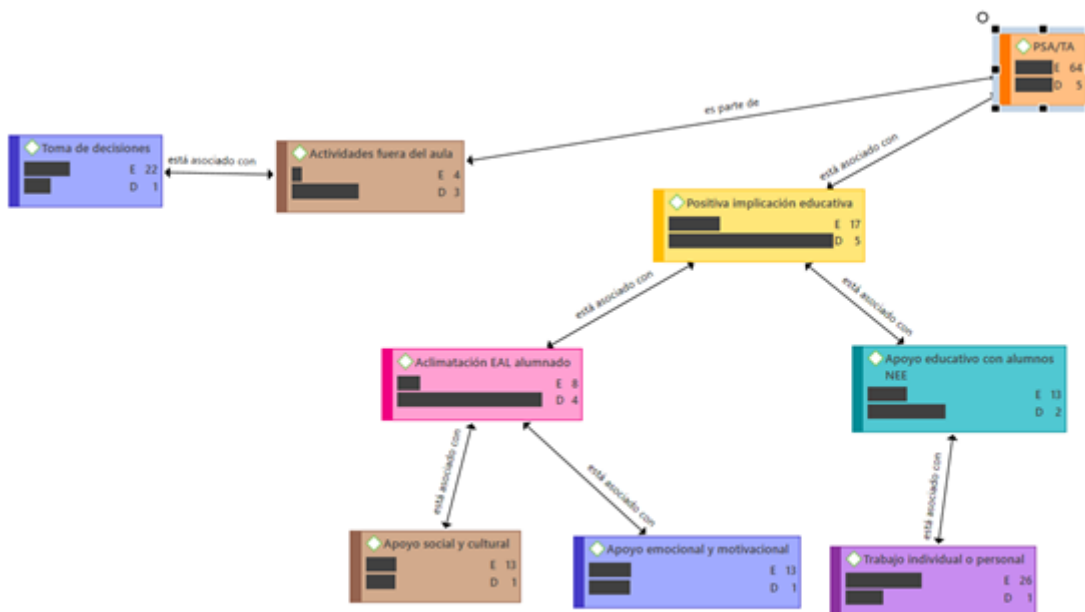 PSA/TA
E 64
D 5
es parte de
está asociado con
Toma de decisiones
E 22
D 1
está asociado con
Actividades fuera del aula
E 4
D 3
Positiva implicación educativa
E 17
D 5
está asociado con
está asociado con
Aclimatación EAL alumnado
E 8
D 4
Apoyo educativo con alumnos
NEE
E 13
D 2
está asociado con
está asociado con
está asociado con
Apoyo social y cultural
E 13
D 1
Apoyo emocional y motivacional
E 13
D 1
Trabajo individual o personal
E 26
D 1